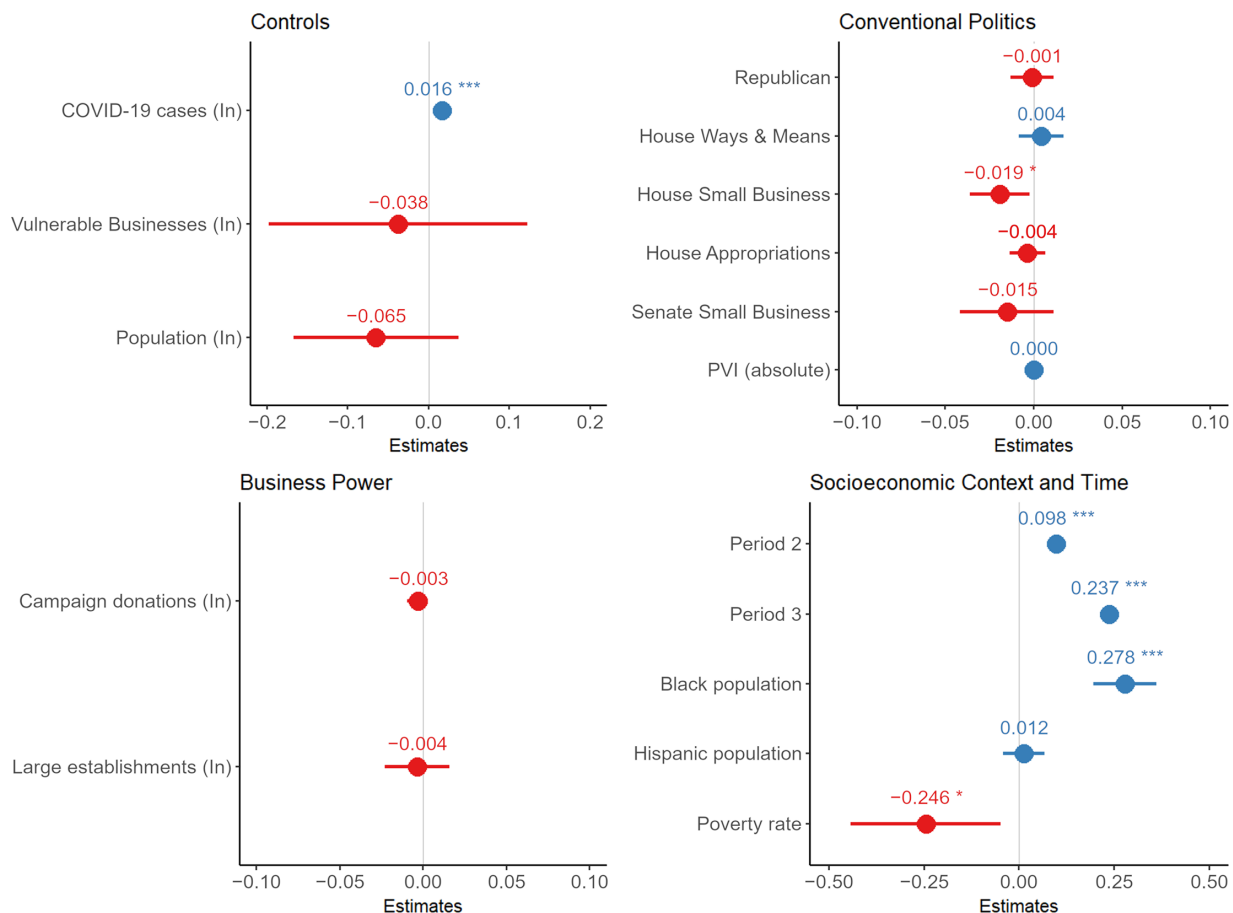 Controls
COVID-19 cases (ln)
Vulnerable Businesses (ln)
Population (ln)
0.016 ***
−0.038
−0.065
−0.2 −0.1 0.0 0.1 0.2
Estimates
Conventional Politics
Republican
House Ways & Means
House Small Business
House Appropriations
Senate Small Business
PVI (absolute)
−0.001
0.004
−0.019 *
−0.004
−0.015
0.000
−0.10 −0.05 0.00 0.05 0.10
Estimates
Business Power
Campaign donations (ln)
Large establishments (ln)
−0.003
−0.004
−0.10 −0.05 0.00 0.05 0.10
Estimates
Socioeconomic Context and Time
Period 2
Period 3
Black population
Hispanic population
Poverty rate
0.098 ***
0.237 ***
0.278 ***
0.012
−0.246 *
−0.50 −0.25 0.00 0.25 0.50
Estimates